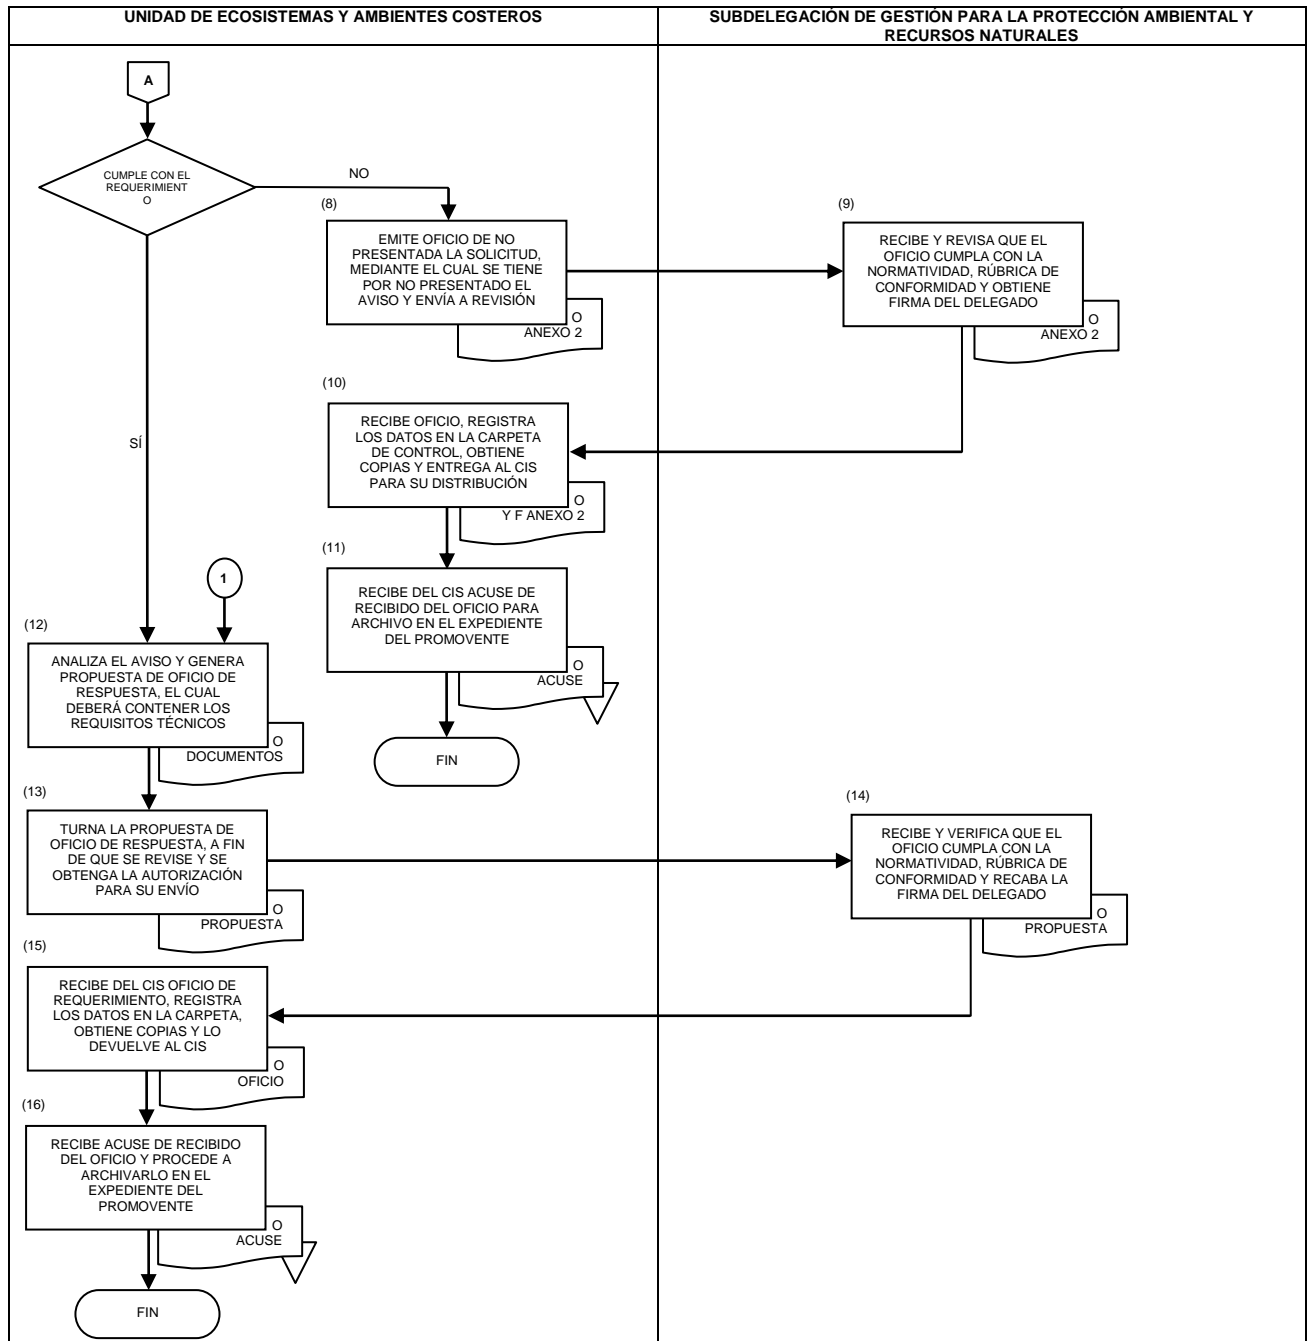 UNIDAD DE ECOSISTEMAS Y AMBIENTES COSTEROS
SUBDELEGACIÓN DE GESTIÓN PARA LA PROTECCIÓN AMBIENTAL Y
RECURSOS NATURALES
A
CUMPLE CON EL
REQUERIMIENT
O
NO
(8)
EMITE OFICIO DE NO
PRESENTADA LA SOLICITUD,
MEDIANTE EL CUAL SE TIENE
POR NO PRESENTADO EL
AVISO Y ENVÍA A REVISIÓN
O
ANEXO 2
(9)
RECIBE Y REVISA QUE EL
OFICIO CUMPLA CON LA
NORMATIVIDAD, RÚBRICA DE
CONFORMIDAD Y OBTIENE
FIRMA DEL DELEGADO
O
ANEXO 2
(10)
RECIBE OFICIO, REGISTRA
LOS DATOS EN LA CARPETA
DE CONTROL, OBTIENE
COPIAS Y ENTREGA AL CIS
PARA SU DISTRIBUCIÓN
O
Y F ANEXO 2
SÍ
(11)
RECIBE DEL CIS ACUSE DE
RECIBIDO DEL OFICIO PARA
ARCHIVO EN EL EXPEDIENTE
DEL PROMOVENTE
O
ACUSE
FIN
1
(12)
ANALIZA EL AVISO Y GENERA
PROPUESTA DE OFICIO DE
RESPUESTA, EL CUAL
DEBERÁ CONTENER LOS
REQUISITOS TÉCNICOS
O
DOCUMENTOS
(13)
TURNA LA PROPUESTA DE
OFICIO DE RESPUESTA, A FIN
DE QUE SE REVISE Y SE
OBTENGA LA AUTORIZACIÓN
PARA SU ENVÍO
O
PROPUESTA
(14)
RECIBE Y VERIFICA QUE EL
OFICIO CUMPLA CON LA
NORMATIVIDAD, RÚBRICA DE
CONFORMIDAD Y RECABA LA
FIRMA DEL DELEGADO
O
PROPUESTA
(15)
RECIBE DEL CIS OFICIO DE
REQUERIMIENTO, REGISTRA
LOS DATOS EN LA CARPETA,
OBTIENE COPIAS Y LO
DEVUELVE AL CIS
O
OFICIO
(16)
RECIBE ACUSE DE RECIBIDO
DEL OFICIO Y PROCEDE A
ARCHIVARLO EN EL
EXPEDIENTE DEL
PROMOVENTE
O
ACUSE
FIN